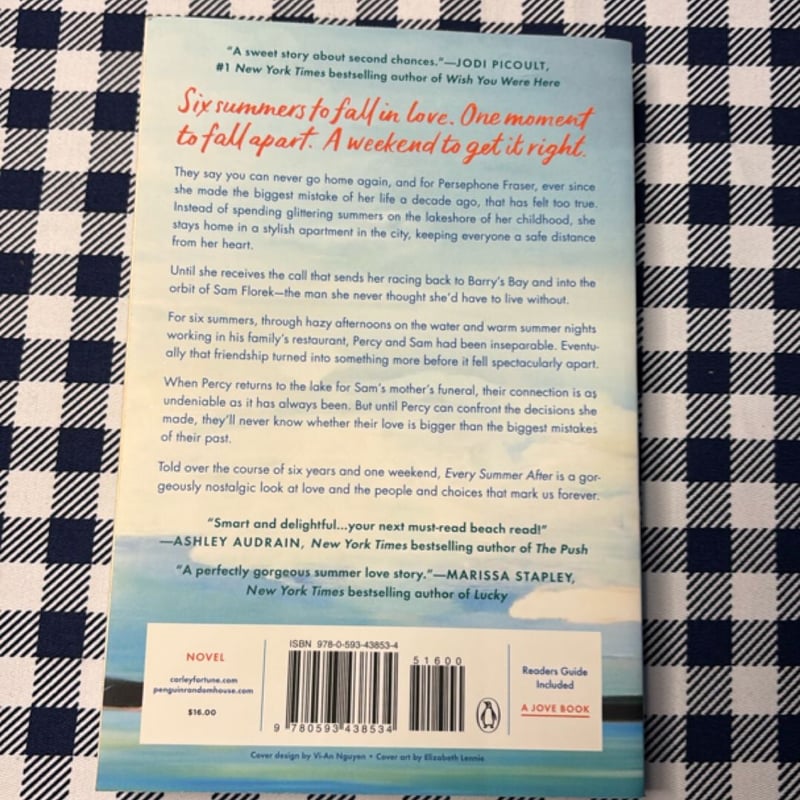 “A sweet story about second chances.”—JODI PICOULT,
#1 New York Times bestselling author of Wish You Were Here
Six summers to fall in love. One moment
to fall apart. A weekend to get it right.
They say you can never go home again, and for Persephone Fraser, ever since
she made the biggest mistake of her life a decade ago, that has felt too true.
Instead of spending glittering summers on the lakeshore of her childhood, she
stays home in a stylish apartment in the city, keeping everyone a safe distance
from her heart.
Until she receives the call that sends her racing back to Barry’s Bay and into the
orbit of Sam Florek—the man she never thought she’d have to live without.
For six summers, through hazy afternoons on the water and warm summer nights
working in his family’s restaurant, Percy and Sam had been inseparable. Eventu-
ally that friendship turned into something more before it fell spectacularly apart.
When Percy returns to the lake for Sam’s mother’s funeral, their connection is as
undeniable as it has always been. But until Percy can confront the decisions she
made, they’ll never know whether their love is bigger than the biggest mistakes
of their past.
Told over the course of six years and one weekend, Every Summer After is a gor-
geously nostalgic look at love and the people and choices that mark us forever.
“Smart and delightful...your next must-read beach read!”
—ASHLEY AUDRAIN, New York Times bestselling author of The Push
“A perfectly gorgeous summer love story.”—MARISSA STAPLEY,
New York Times bestselling author of Lucky
NOVEL
carleyfortune.com
penguinrandomhouse.com
$16.00
ISBN 978-0-593-43853-4
51600
9 780593 438534
Readers Guide
Included
A JOVE BOOK
Cover design by Vi-An Nguyen • Cover art by Elizabeth Lennie